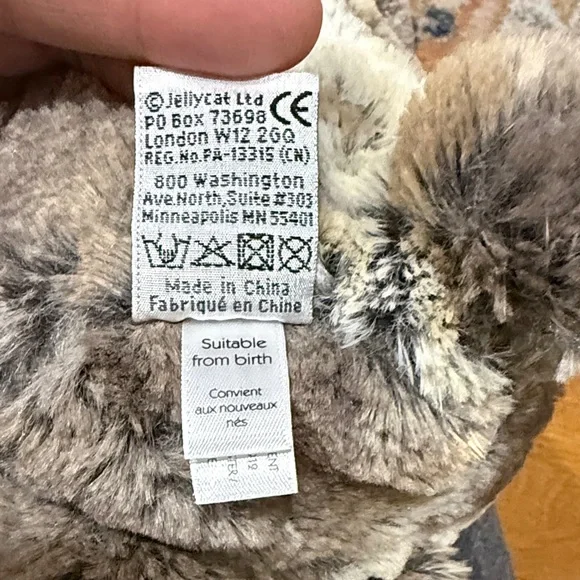 © Jellycat Ltd CE
PO Box 73698
London W12 2GQ
REG.No.PA-13315 (CN)
800 Washington
Ave.North,Suite #303
Minneapolis MN 55401
Made in China
Fabriqué en Chine
Suitable
from birth
Convient
aux nouveaux
nés